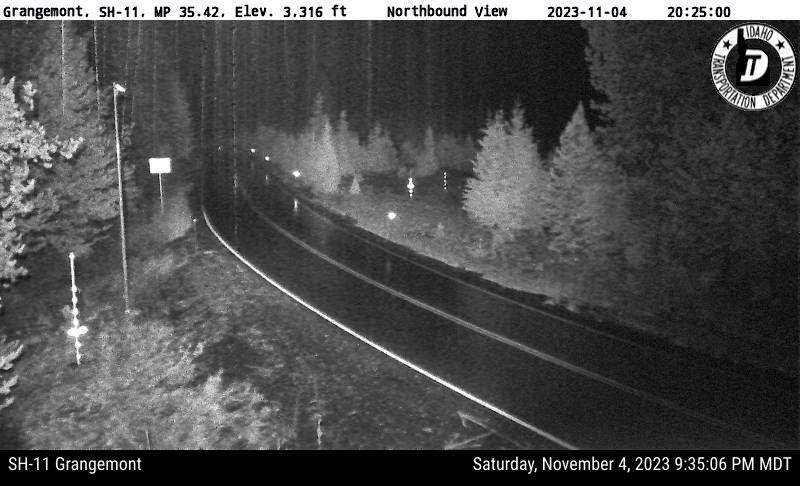 Grangemont, SH-11, MP 35.42, Elev. 3,316 ft Northbound View 2023-11-04 20:25:00
IDAHO
TRANSPORTATION DEPARTMENT
SH-11 Grangemont Saturday, November 4, 2023 9:35:06 PM MDT